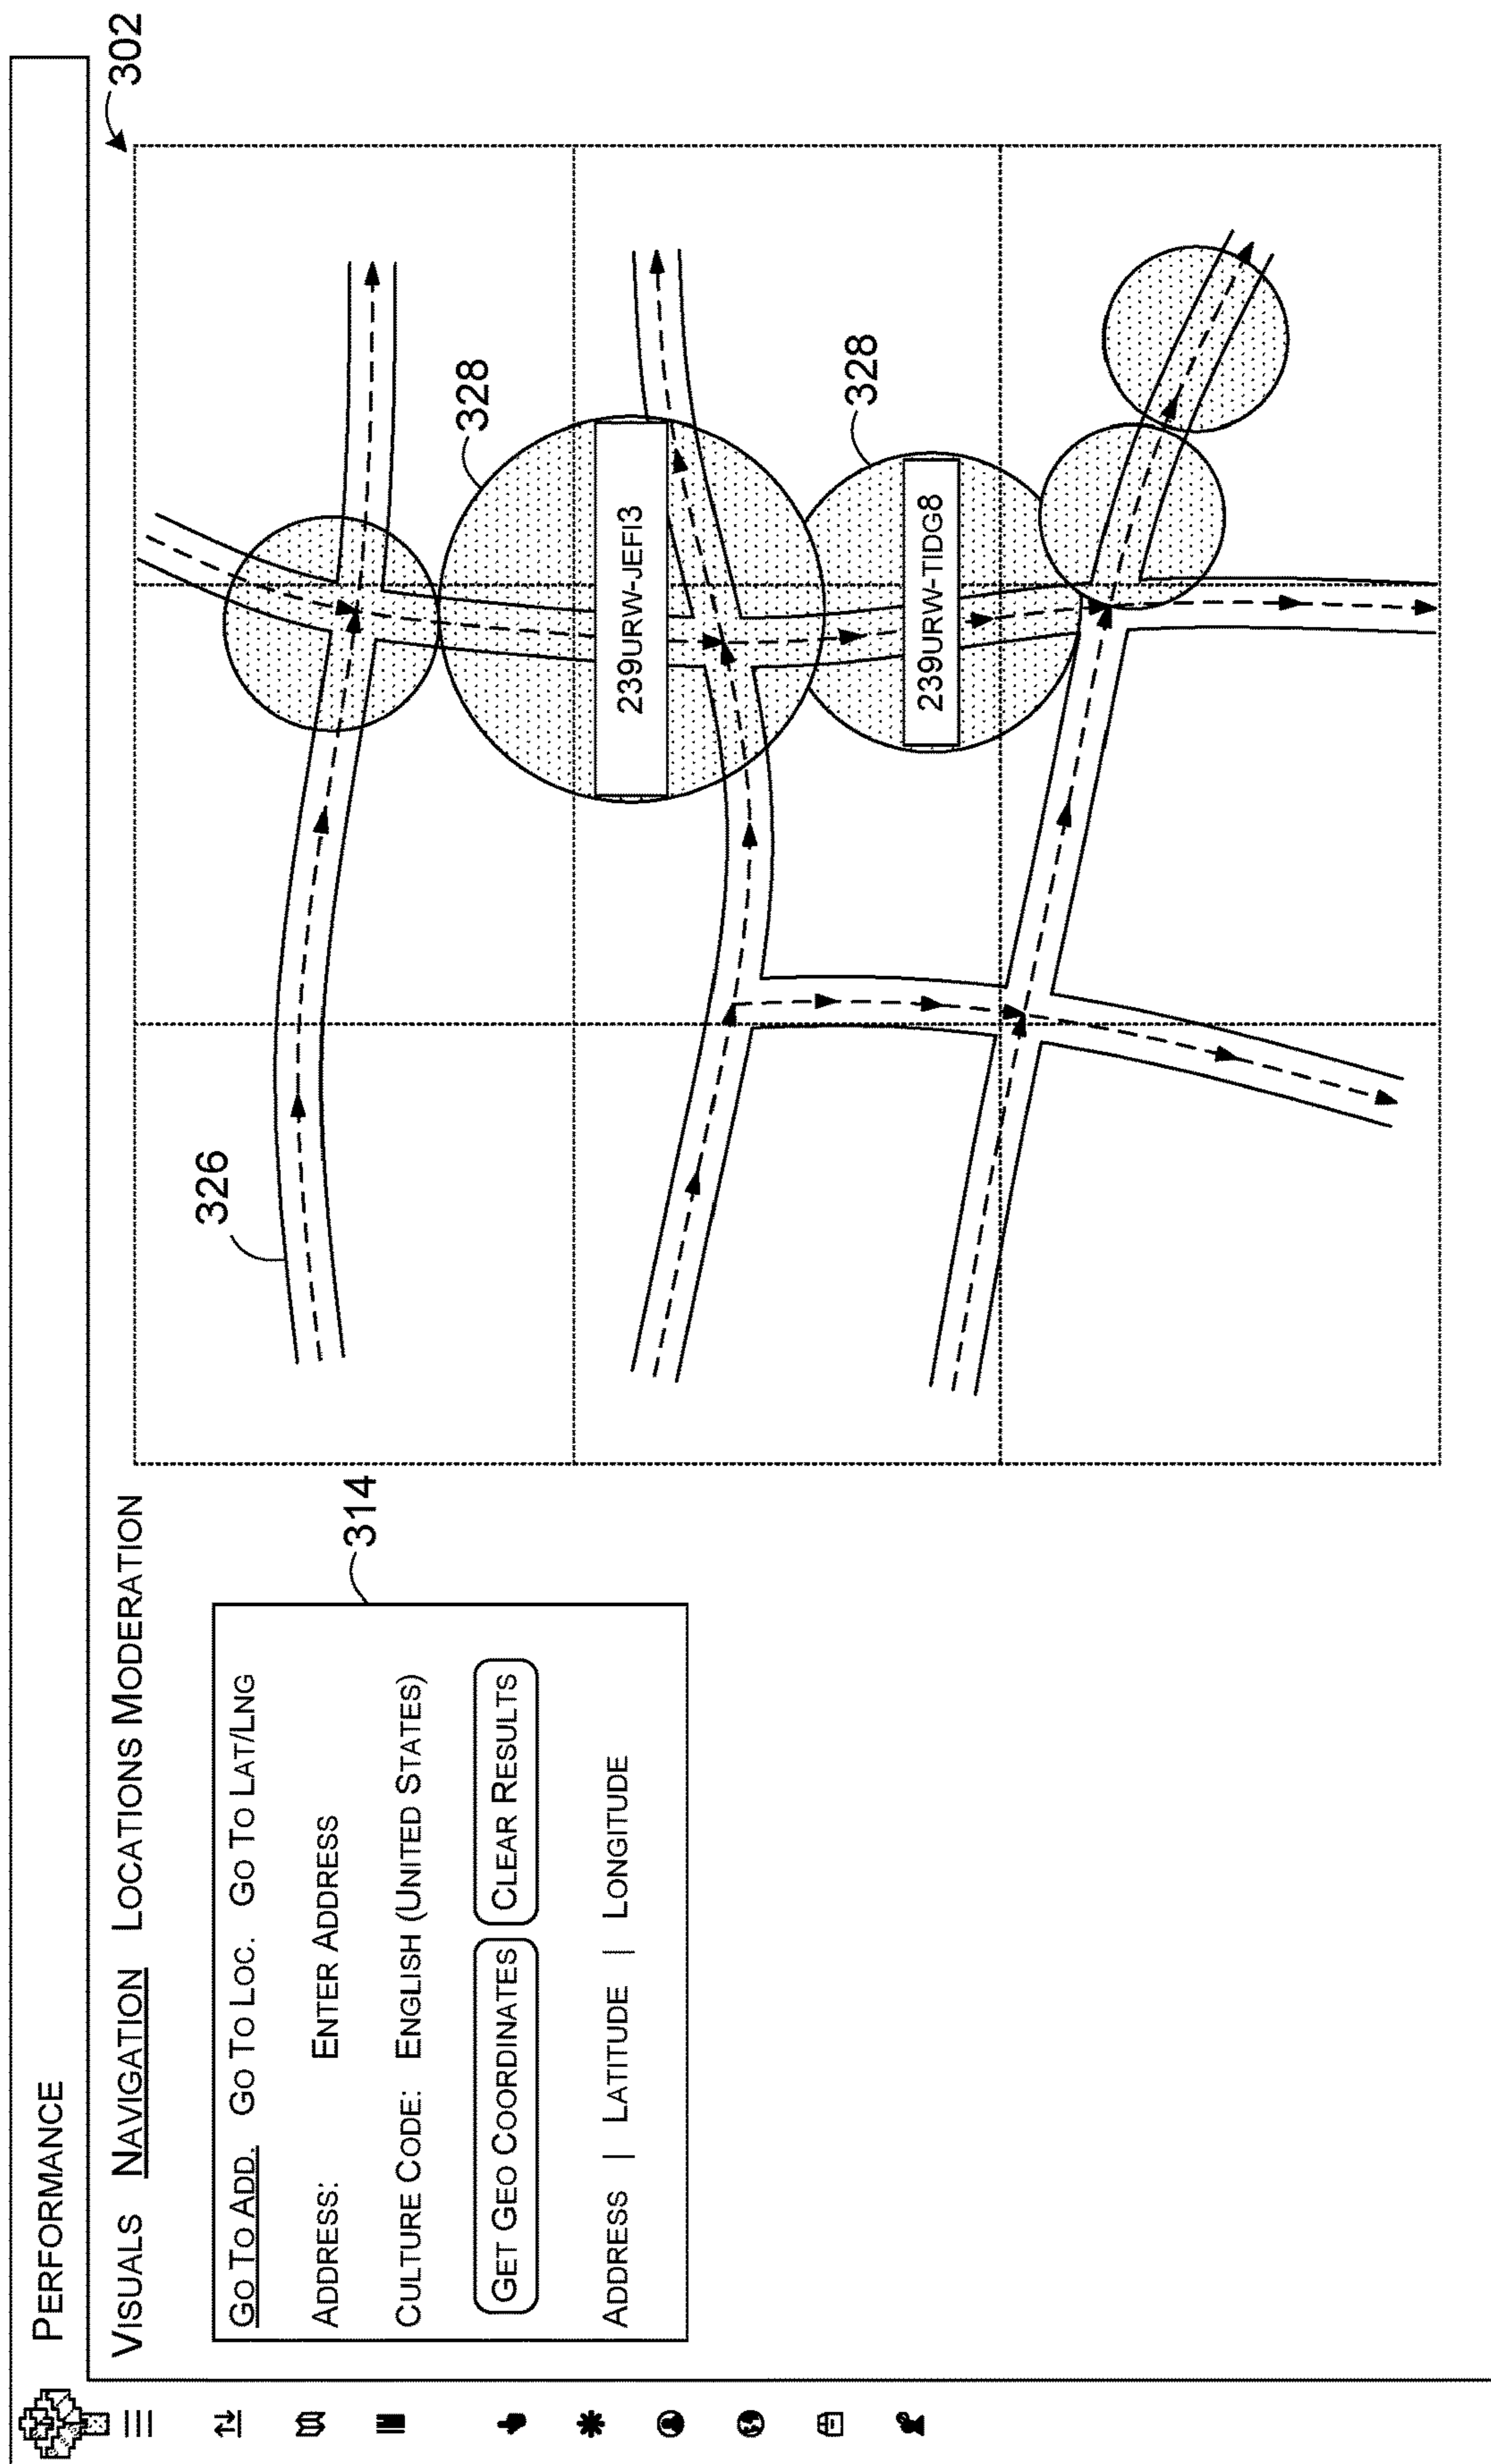 PERFORMANCE
VISUALS NAVIGATION LOCATIONS MODERATION
302
GO TO ADD. GO TO LOC. GO TO LAT/LNG
ADDRESS: ENTER ADDRESS
CULTURE CODE: ENGLISH (UNITED STATES)
GET GEO COORDINATES CLEAR RESULTS
ADDRESS | LATITUDE | LONGITUDE
314
326
328
239URW-JEFI3
328
239URW-TIDG8